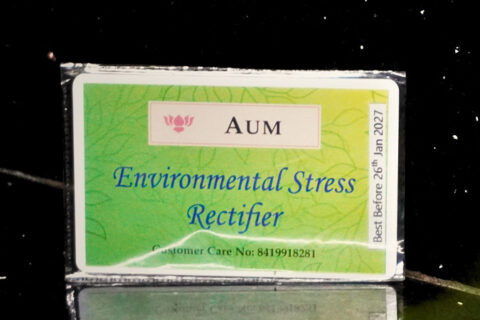 AUM
Environmental Stress
Rectifier
Customer Care No: 8419918281
Best Before 26th Jan 2027